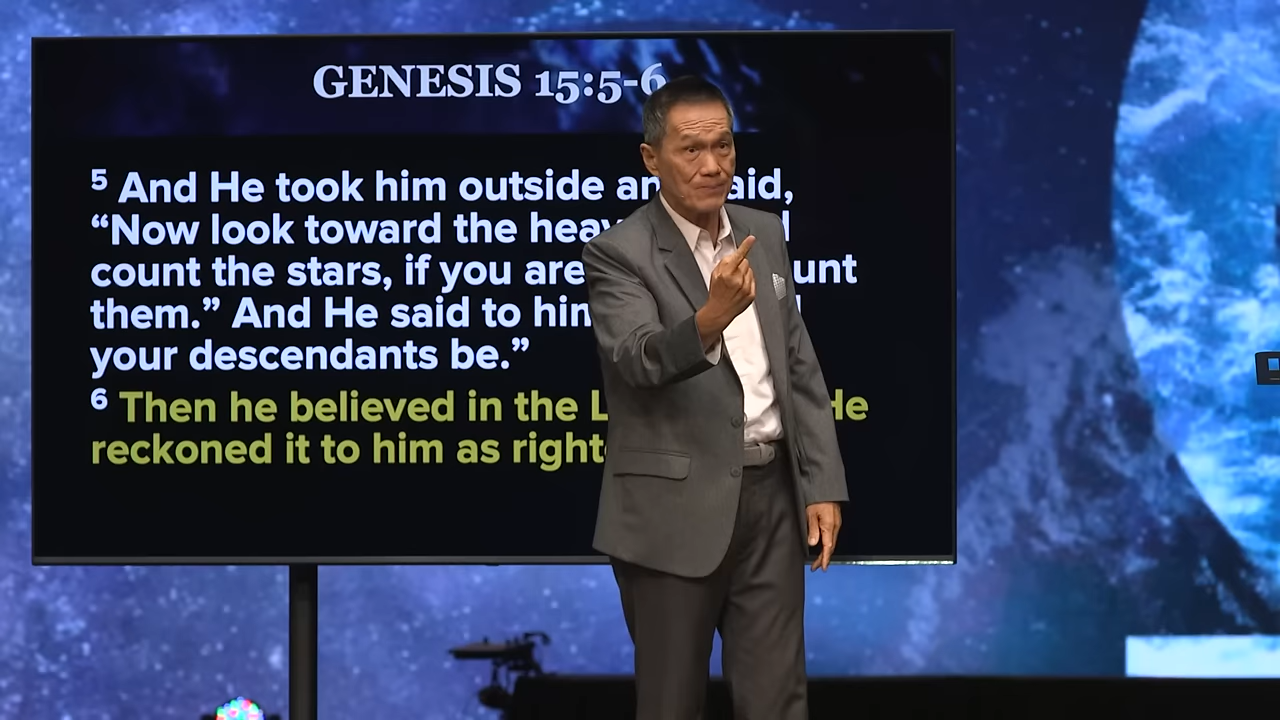 GENESIS 15:5-6
5 And He took him outside and said,
“Now look toward the
count the stars, if you are
them.” And He said to him
your descendants be.”
6 Then he believed in the He
reckoned it to him as